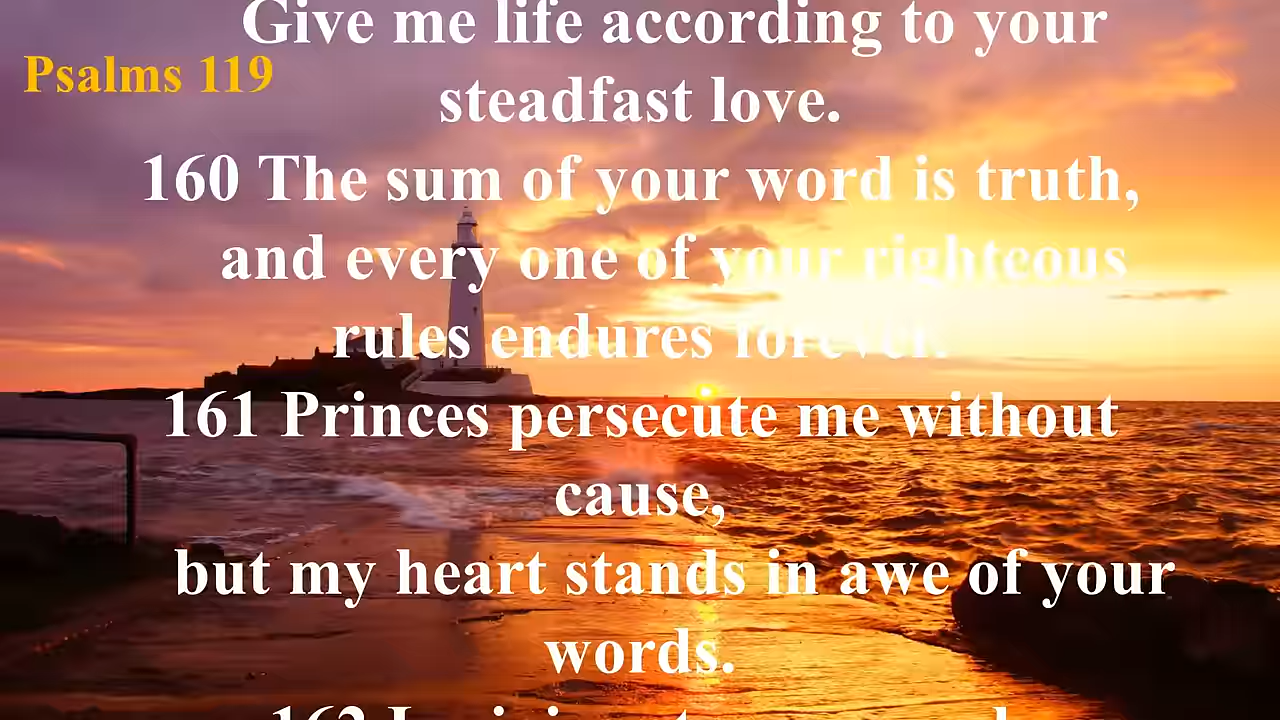 Give me life according to your
Psalms 119
steadfast love.
160 The sum of your word is truth,
and every one of your righteous
rules endures forever.
161 Princes persecute me without
cause,
but my heart stands in awe of your
words.